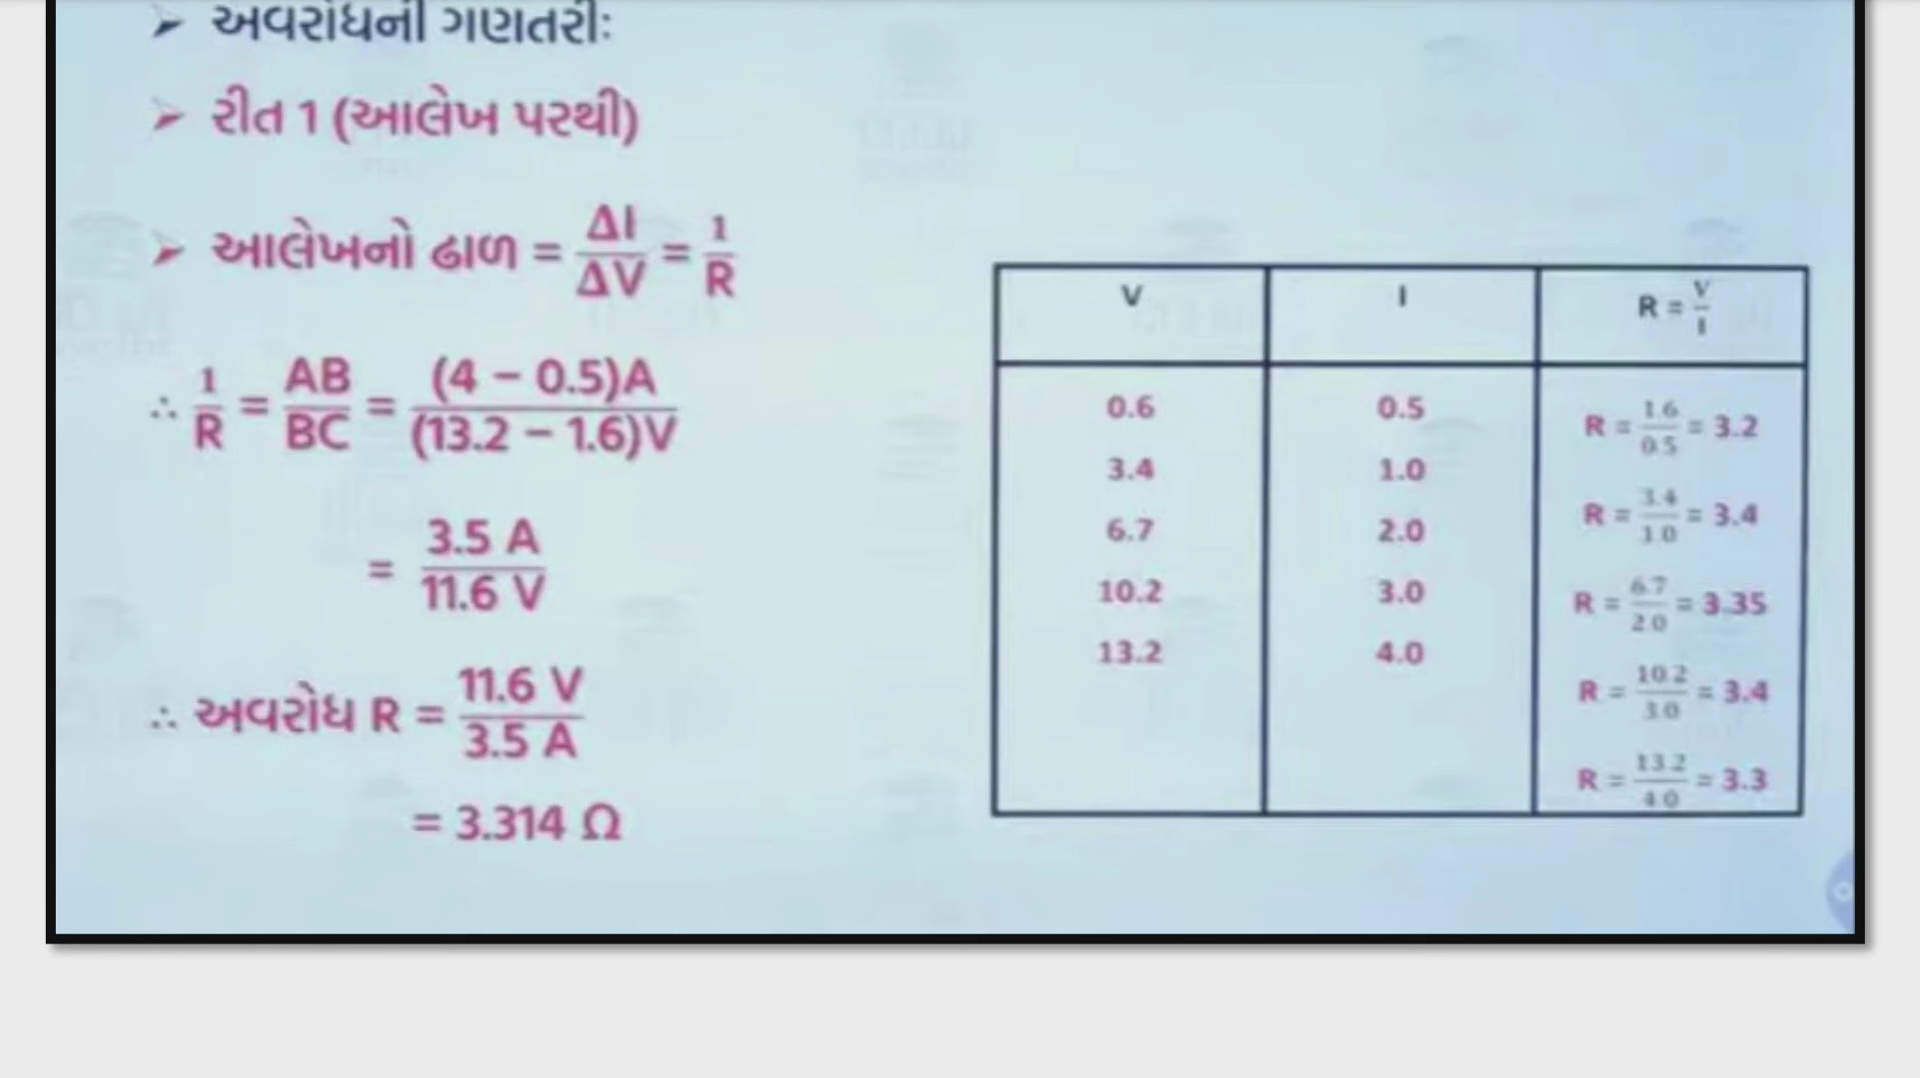 ➤ અવરોધની ગણતરીઃ
➤ રીત 1 (આલેખ પરથી)
➤ આલેખનો ઢાળ = ΔI/ΔV = 1/R
∴ 1/R = AB/BC = (4 – 0.5)A/(13.2 – 1.6)V
= 3.5 A/11.6 V
∴ અવરોધ R = 11.6 V/3.5 A
= 3.314 Ω
V I R = V/I
0.6 0.5 R = 1.6/0.5 = 3.2
3.4 1.0 R = 3.4/1.0 = 3.4
6.7 2.0 R = 6.7/2.0 = 3.35
10.2 3.0 R = 10.2/3.0 = 3.4
13.2 4.0 R = 13.2/4.0 = 3.3